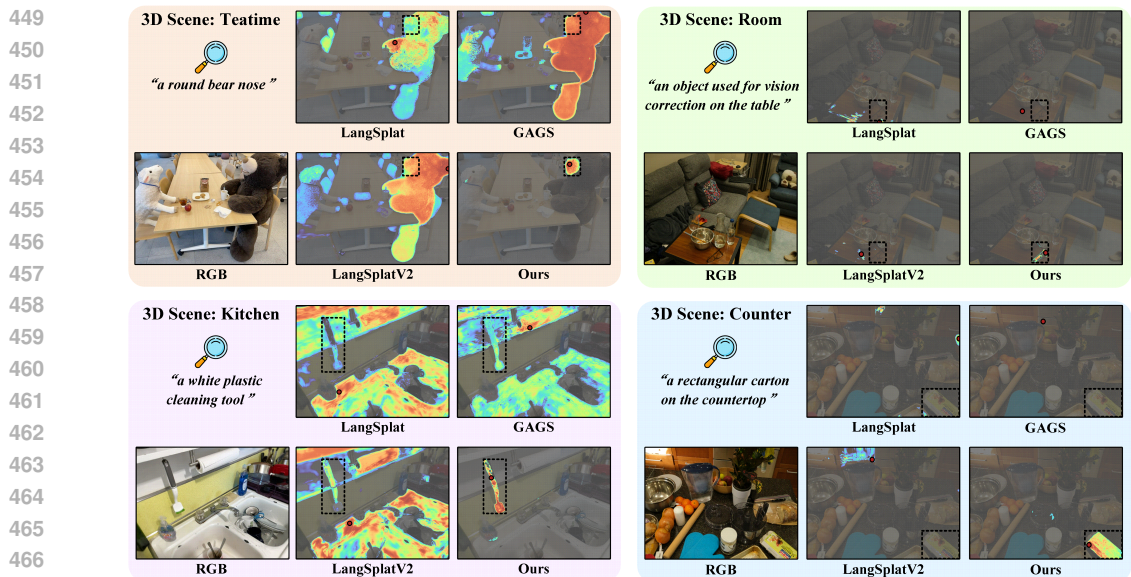 449
450
451
452
453
454
455
456
457
458
459
460
461
462
463
464
465
466
3D Scene: Teatime
“a round bear nose”
LangSplat
GAGS
RGB
LangSplatV2
Ours
3D Scene: Room
“an object used for vision
correction on the table”
LangSplat
GAGS
RGB
LangSplatV2
Ours
3D Scene: Kitchen
“a white plastic
cleaning tool”
LangSplat
GAGS
RGB
LangSplatV2
Ours
3D Scene: Counter
“a rectangular carton
on the countertop”
LangSplat
GAGS
RGB
LangSplatV2
Ours